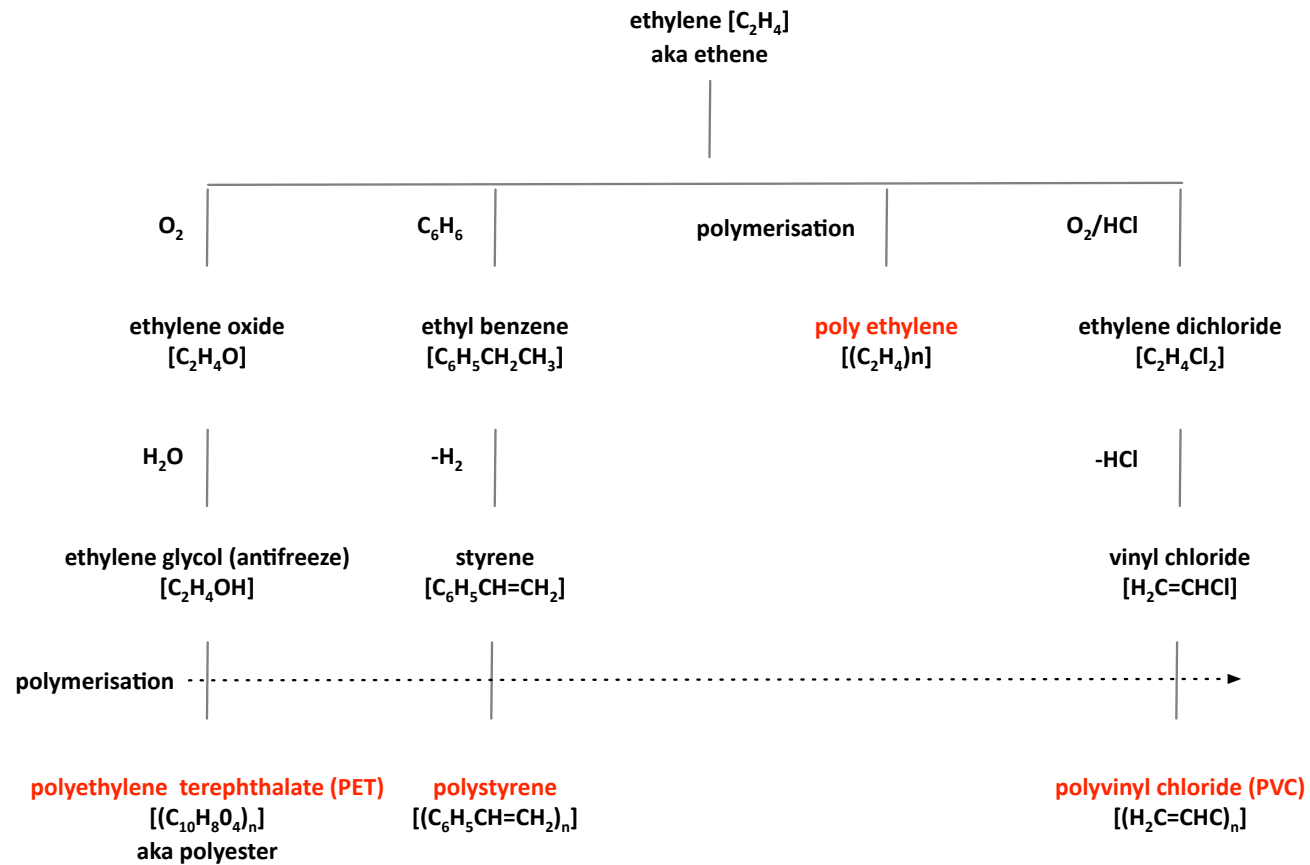 ethylene [C₂H₄]
aka ethene
O₂
C₆H₆
polymerisation
O₂/HCl
ethylene oxide
[C₂H₄O]
ethyl benzene
[C₆H₅CH₂CH₃]
poly ethylene
[(C₂H₄)n]
ethylene dichloride
[C₂H₄Cl₂]
H₂O
-H₂
-HCl
ethylene glycol (antifreeze)
[C₂H₄OH]
styrene
[C₆H₅CH=CH₂]
vinyl chloride
[H₂C=CHCl]
polymerisation
polyethylene terephthalate (PET)
[(C₁₀H₈0₄)ₙ]
aka polyester
polystyrene
[(C₆H₅CH=CH₂)ₙ]
polyvinyl chloride (PVC)
[(H₂C=CHC)ₙ]